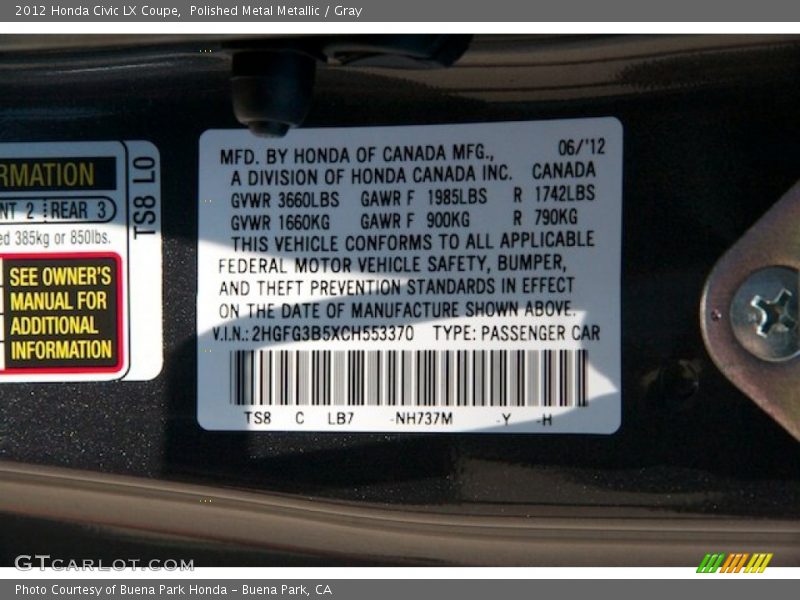 2012 Honda Civic LX Coupe, Polished Metal Metallic / Gray
RMATION
NT 2 REAR 3
ed 385kg or 850lbs.
SEE OWNER'S
MANUAL FOR
ADDITIONAL
INFORMATION
TS8 L0
MFD. BY HONDA OF CANADA MFG., 06/'12
A DIVISION OF HONDA CANADA INC. CANADA
GVWR 3660LBS GAWR F 1985LBS R 1742LBS
GVWR 1660KG GAWR F 900KG R 790KG
THIS VEHICLE CONFORMS TO ALL APPLICABLE
FEDERAL MOTOR VEHICLE SAFETY, BUMPER,
AND THEFT PREVENTION STANDARDS IN EFFECT
ON THE DATE OF MANUFACTURE SHOWN ABOVE.
V.I.N.: 2HGFG3B5XCH553370 TYPE: PASSENGER CAR
TS8 C LB7 -NH737M -Y -H
GTCARLOT.COM
Photo Courtesy of Buena Park Honda - Buena Park, CA